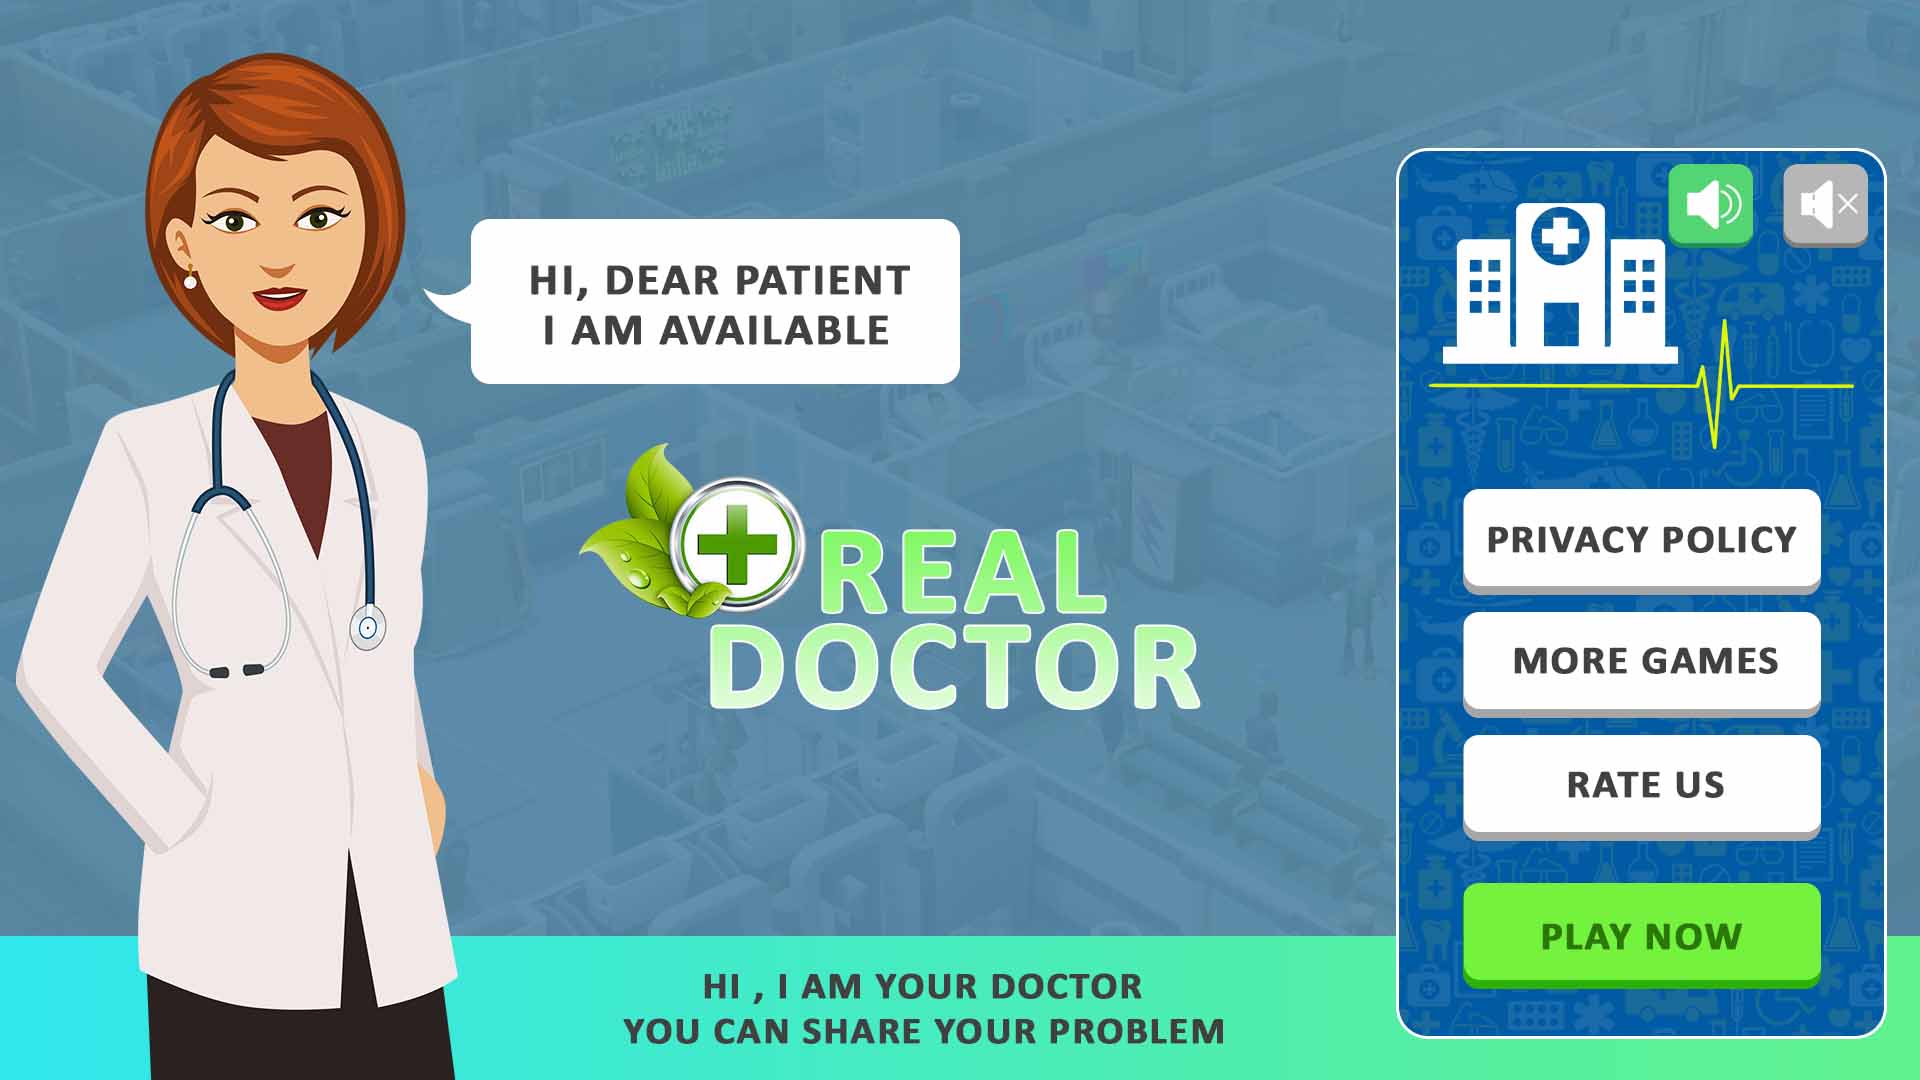 HI, DEAR PATIENT
I AM AVAILABLE
REAL
DOCTOR
PRIVACY POLICY
MORE GAMES
RATE US
PLAY NOW
HI , I AM YOUR DOCTOR
YOU CAN SHARE YOUR PROBLEM